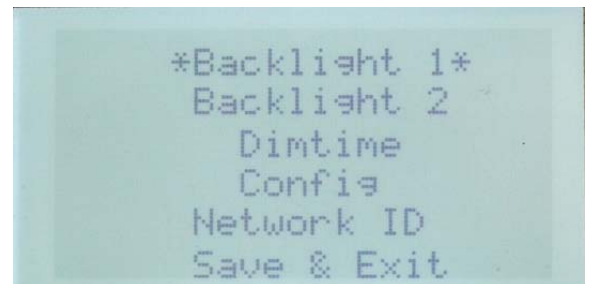 *Backlight 1*
Backlight 2
Dimtime
Config
Network ID
Save & Exit